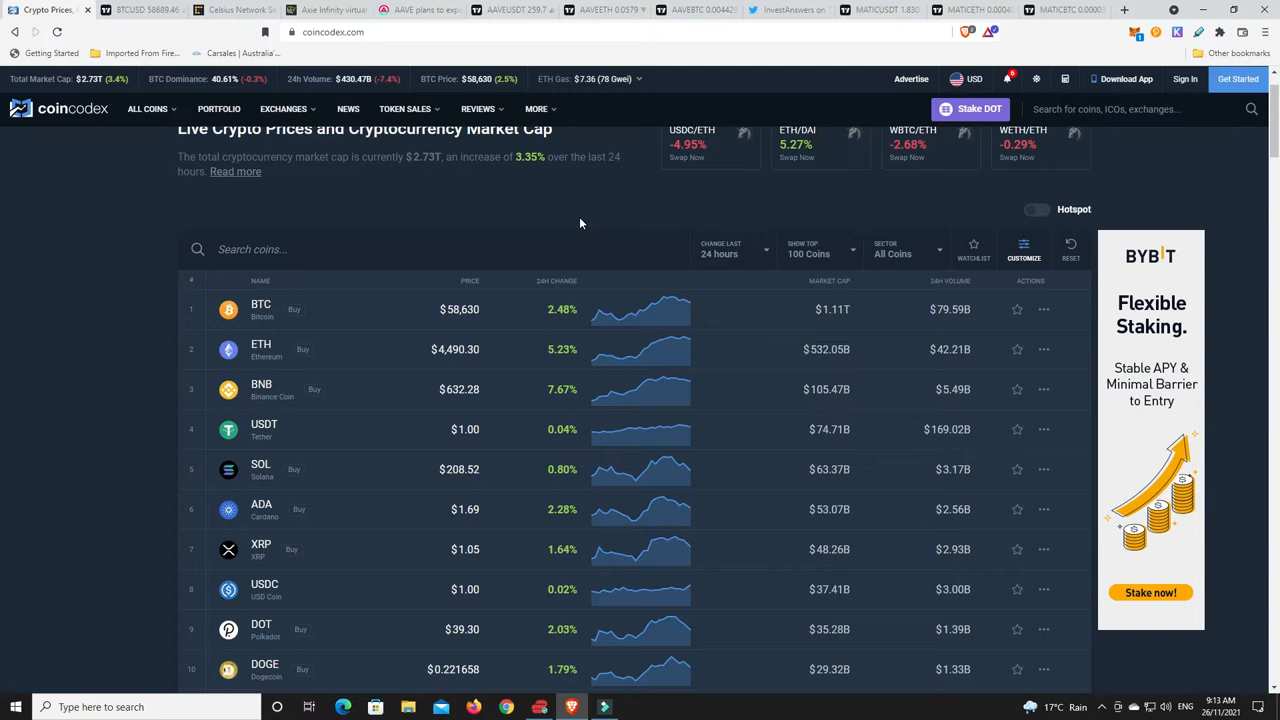 Crypto Prices, 
BTCUSD 58689.46
Celsius Network Se
Axie Infinity virtual
AAVE plans to exp
AAVEUSDT 259.7
AAVEETH 0.0579
AAVEBTC 0.004429
InvestAnswers on T
MATICUSDT 1.830
MATICETH 0.0004
MATICBTC 0.00003
coincodex.com
Getting Started
Imported From Fire...
Carsales | Australia'...
Other bookmarks
Total Market Cap: $2.73T (3.4%)
BTC Dominance: 40.61% (-0.3%)
24h Volume: $430.47B (-7.4%)
BTC Price: $58,630 (2.5%)
ETH Gas: $7.36 (78 Gwei)
Advertise
USD
6
Download App
Sign In
Get Started
coincodex
ALL COINS
PORTFOLIO
EXCHANGES
NEWS
TOKEN SALES
REVIEWS
MORE
Stake DOT
Search for coins, ICOs, exchanges...
Live Crypto Prices and Cryptocurrency Market Cap
The total cryptocurrency market cap is currently $2.73T, an increase of 3.35% over the last 24
hours. Read more
USDC/ETH
-4.95%
Swap Now
ETH/DAI
5.27%
Swap Now
WBTC/ETH
-2.68%
Swap Now
WETH/ETH
-0.29%
Swap Now
Hotspot
Search coins...
CHANGE LAST
24 hours
SHOW TOP
100 Coins
SECTOR
All Coins
WATCHLIST
CUSTOMIZE
RESET
# NAME PRICE 24H CHANGE MARKET CAP 24H VOLUME ACTIONS
1 BTC Buy $58,630 2.48% $1.11T $79.59B
Bitcoin
2 ETH Buy $4,490.30 5.23% $532.05B $42.21B
Ethereum
3 BNB Buy $632.28 7.67% $105.47B $5.49B
Binance Coin
4 USDT $1.00 0.04% $74.71B $169.02B
Tether
5 SOL Buy $208.52 0.80% $63.37B $3.17B
Solana
6 ADA Buy $1.69 2.28% $53.07B $2.56B
Cardano
7 XRP Buy $1.05 1.64% $48.26B $2.93B
XRP
8 USDC $1.00 0.02% $37.41B $3.00B
USD Coin
9 DOT Buy $39.30 2.03% $35.28B $1.39B
Polkadot
10 DOGE Buy $0.221658 1.79% $29.32B $1.33B
Dogecoin
BYBIT
Flexible
Staking.
Stable APY &
Minimal Barrier
to Entry
Stake now!
Type here to search
17°C Rain
ENG
9:13 AM
26/11/2021